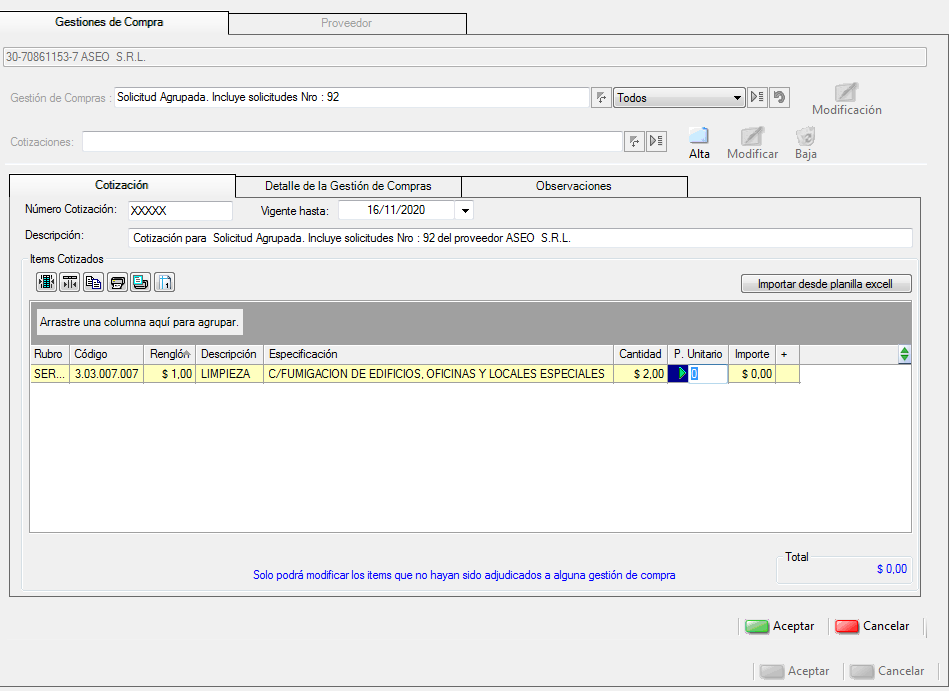 Gestiones de Compra
Proveedor
30-70861153-7 ASEO S.R.L.
Gestión de Compras : Solicitud Agrupada. Incluye solicitudes Nro : 92
Todos
Modificación
Cotizaciones:
Alta Modificar Baja
Cotización
Detalle de la Gestión de Compras
Observaciones
Número Cotización: XXXXX
Vigente hasta: 16/11/2020
Descripción: Cotización para Solicitud Agrupada. Incluye solicitudes Nro : 92 del proveedor ASEO S.R.L.
Items Cotizados
Importar desde planilla excell
Arrastre una columna aquí para agrupar.
Rubro Código Rengló Descripción Especificación Cantidad P. Unitario Importe +
SER... 3.03.007.007 $ 1,00 LIMPIEZA C/FUMIGACION DE EDIFICIOS, OFICINAS Y LOCALES ESPECIALES $ 2,00 0 $ 0,00
Total
$ 0,00
Solo podrá modificar los items que no hayan sido adjudicados a alguna gestión de compra
Aceptar Cancelar
Aceptar Cancelar